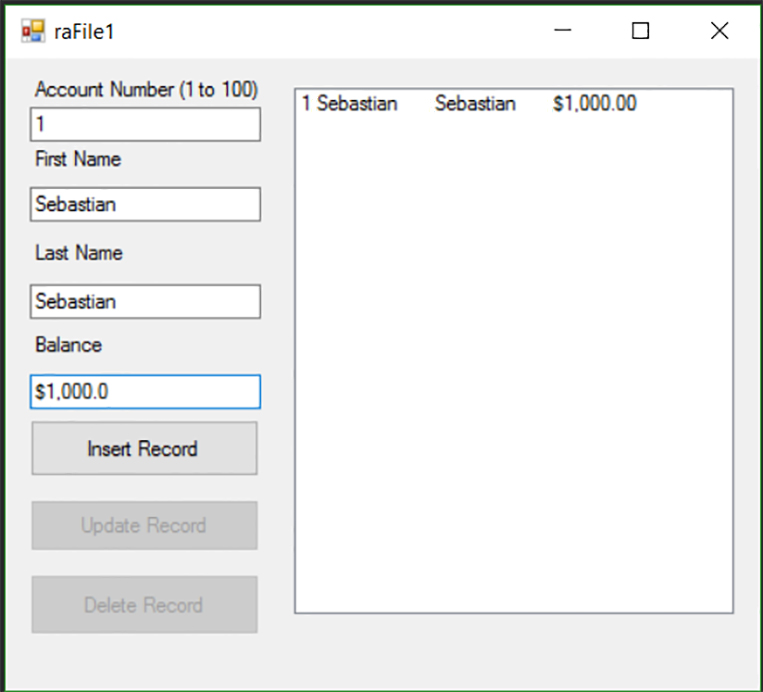 raFile1
Account Number (1 to 100)
1
First Name
Sebastian
Last Name
Sebastian
Balance
$1,000.0
Insert Record
Update Record
Delete Record
1 Sebastian Sebastian $1,000.00